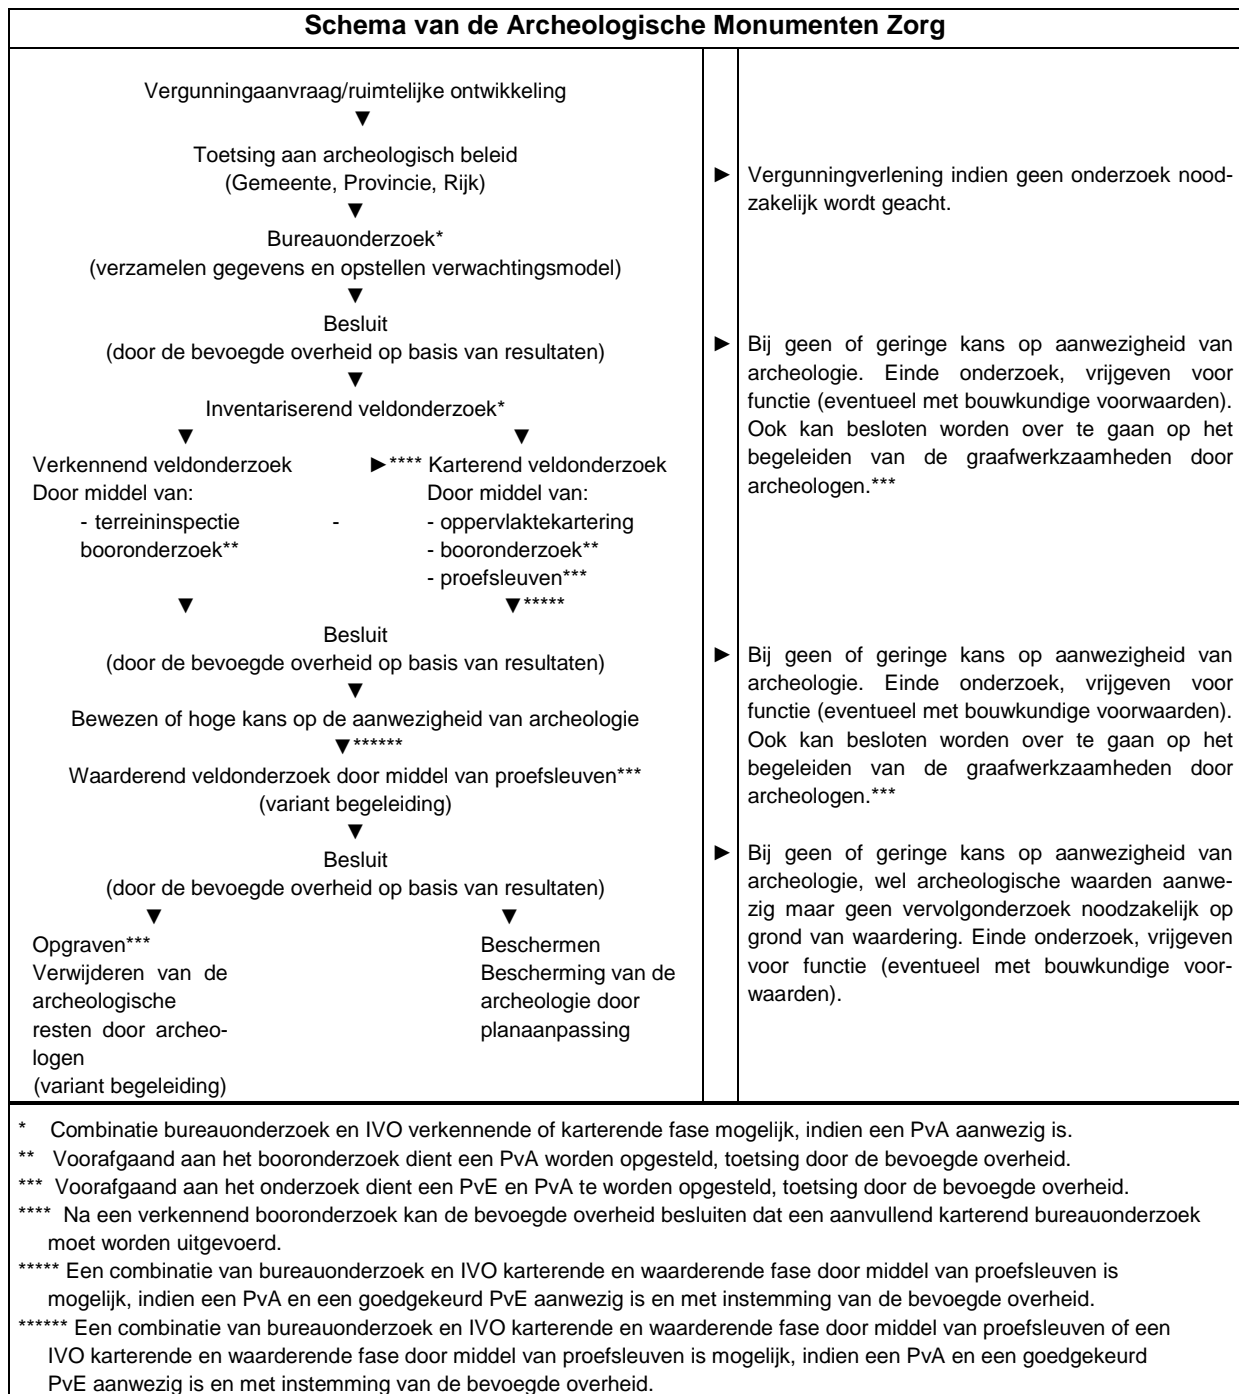 Schema van de Archeologische Monumenten Zorg
Vergunningaanvraag/ruimtelijke ontwikkeling
▼
Toetsing aan archeologisch beleid
(Gemeente, Provincie, Rijk)
▼
► Vergunningverlening indien geen onderzoek nood-
zakelijk wordt geacht.
Bureauonderzoek*
(verzamelen gegevens en opstellen verwachtingsmodel)
▼
Besluit
(door de bevoegde overheid op basis van resultaten)
▼
► Bij geen of geringe kans op aanwezigheid van
archeologie. Einde onderzoek, vrijgeven voor
functie (eventueel met bouwkundige voorwaarden).
Ook kan besloten worden over te gaan op het
begeleiden van de graafwerkzaamheden door
archeologen.***
Inventariserend veldonderzoek*
▼ ▼
Verkennend veldonderzoek ►**** Karterend veldonderzoek
Door middel van: Door middel van:
- terreininspectie - - oppervlaktekartering
booronderzoek** - booronderzoek**
- proefsleuven***
▼ ▼*****
Besluit
(door de bevoegde overheid op basis van resultaten)
▼
► Bij geen of geringe kans op aanwezigheid van
archeologie. Einde onderzoek, vrijgeven voor
functie (eventueel met bouwkundige voorwaarden).
Ook kan besloten worden over te gaan op het
begeleiden van de graafwerkzaamheden door
archeologen.***
Bewezen of hoge kans op de aanwezigheid van archeologie
▼******
Waarderend veldonderzoek door middel van proefsleuven***
(variant begeleiding)
▼
Besluit
(door de bevoegde overheid op basis van resultaten)
▼ ▼
► Bij geen of geringe kans op aanwezigheid van
archeologie, wel archeologische waarden aanwe-
zig maar geen vervolgonderzoek noodzakelijk op
grond van waardering. Einde onderzoek, vrijgeven
voor functie (eventueel met bouwkundige voor-
waarden).
Opgraven***
Verwijderen van de
archeologische
resten door archeo-
logen
(variant begeleiding)
Beschermen
Bescherming van de
archeologie door
planaanpassing
* Combinatie bureauonderzoek en IVO verkennende of karterende fase mogelijk, indien een PvA aanwezig is.
** Voorafgaand aan het booronderzoek dient een PvA worden opgesteld, toetsing door de bevoegde overheid.
*** Voorafgaand aan het onderzoek dient een PvE en PvA te worden opgesteld, toetsing door de bevoegde overheid.
**** Na een verkennend booronderzoek kan de bevoegde overheid besluiten dat een aanvullend karterend bureauonderzoek
moet worden uitgevoerd.
***** Een combinatie van bureauonderzoek en IVO karterende en waarderende fase door middel van proefsleuven is
mogelijk, indien een PvA en een goedgekeurd PvE aanwezig is en met instemming van de bevoegde overheid.
****** Een combinatie van bureauonderzoek en IVO karterende en waarderende fase door middel van proefsleuven of een
IVO karterende en waarderende fase door middel van proefsleuven is mogelijk, indien een PvA en een goedgekeurd
PvE aanwezig is en met instemming van de bevoegde overheid.